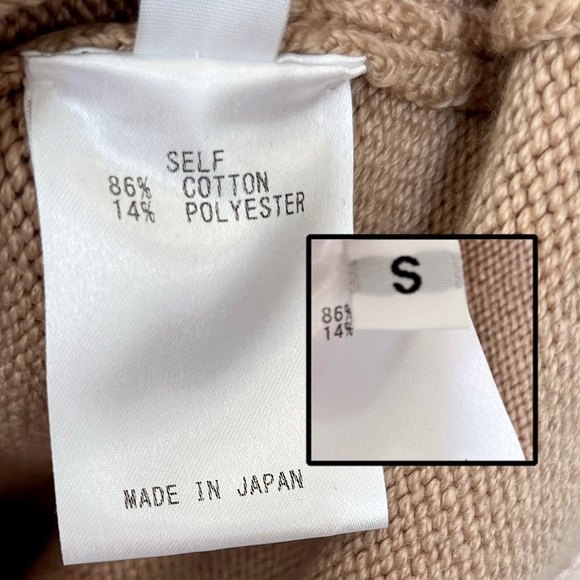 SELF
86% COTTON
14% POLYESTER
MADE IN JAPAN
S
86%
14%